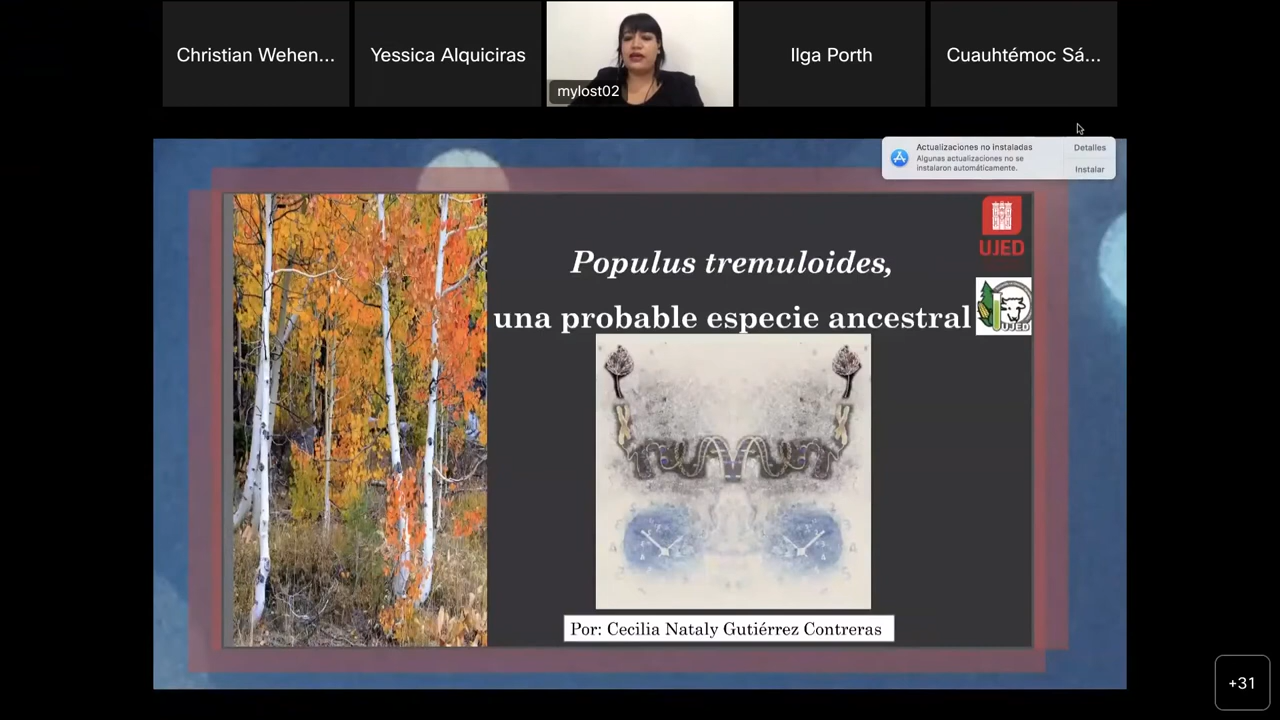 Christian Wehen...
Yessica Alquiciras
mylost02
Ilga Porth
Cuauhtémoc Sá...
Actualizaciones no instaladas
Algunas actualizaciones no se
instalaron automáticamente.
Detalles
Instalar
UJED
Populus tremuloides,
una probable especie ancestral
UJED
Por: Cecilia Nataly Gutiérrez Contreras
+31